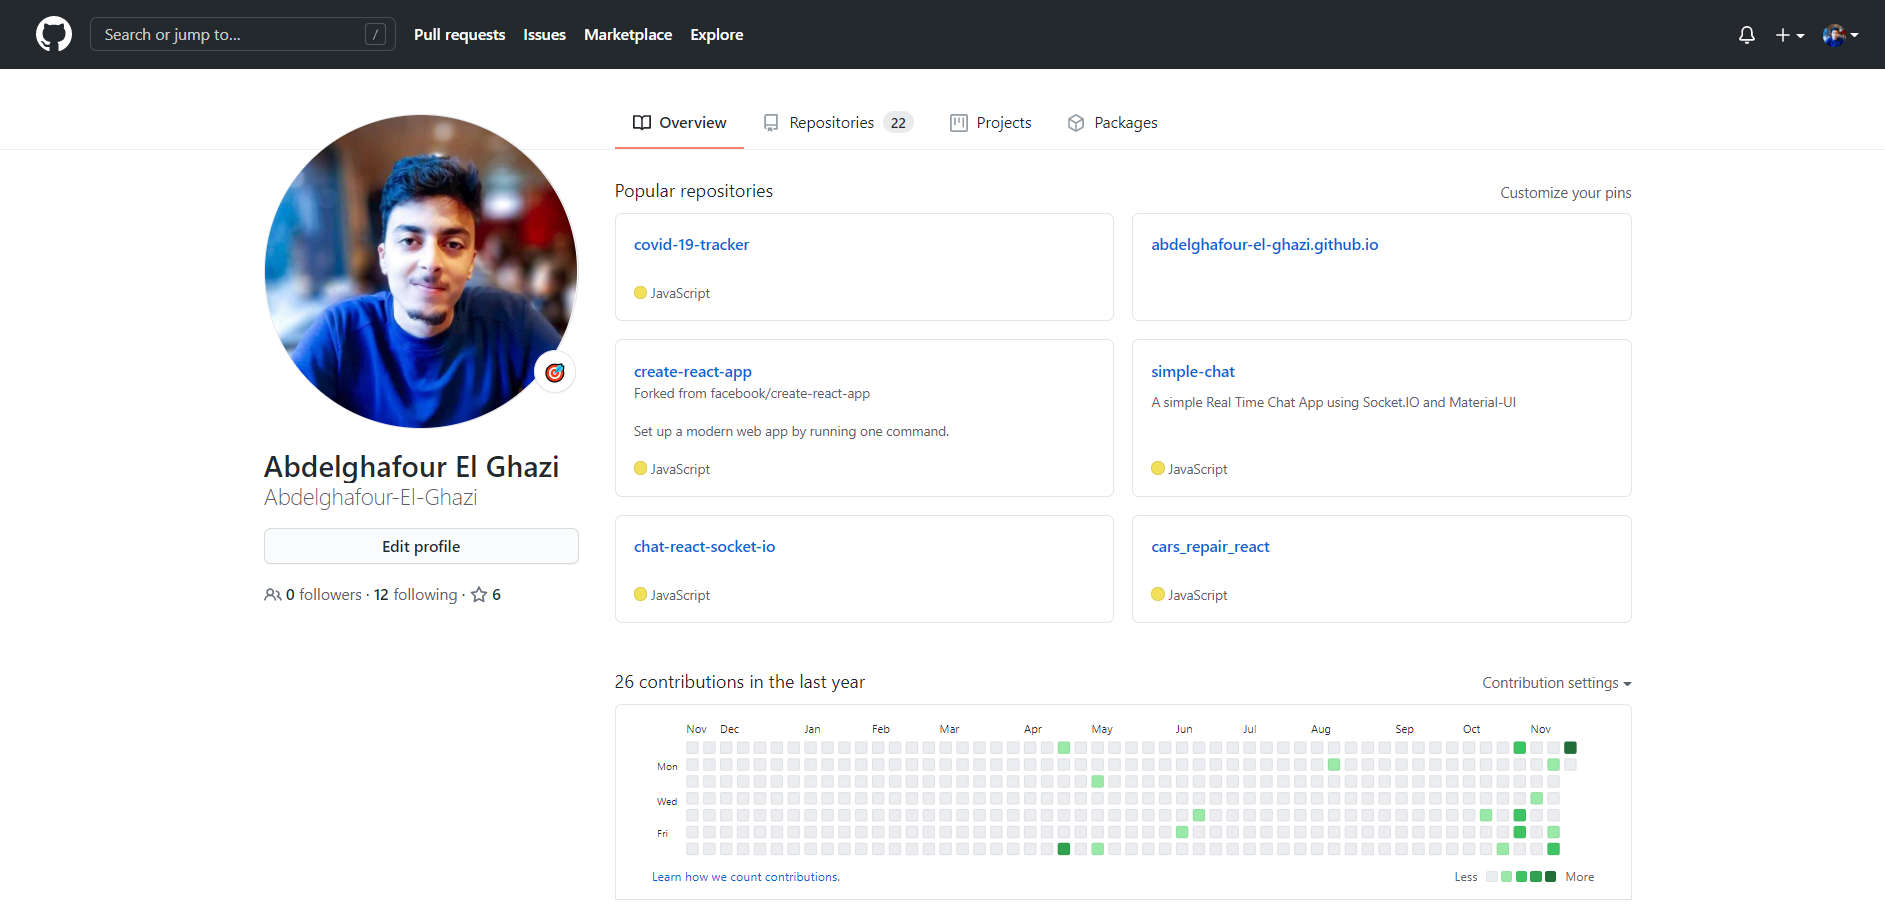 Search or jump to...
/
Pull requests
Issues
Marketplace
Explore
Overview
Repositories 22
Projects
Packages
Abdelghafour El Ghazi
Abdelghafour-El-Ghazi
Edit profile
0 followers · 12 following · 6
Popular repositories
Customize your pins
covid-19-tracker
JavaScript
abdelghafour-el-ghazi.github.io
create-react-app
Forked from facebook/create-react-app
Set up a modern web app by running one command.
JavaScript
simple-chat
A simple Real Time Chat App using Socket.IO and Material-UI
JavaScript
chat-react-socket-io
JavaScript
cars_repair_react
JavaScript
26 contributions in the last year
Contribution settings
Nov Dec Jan Feb Mar Apr May Jun Jul Aug Sep Oct Nov
Mon
Wed
Fri
Learn how we count contributions.
Less More